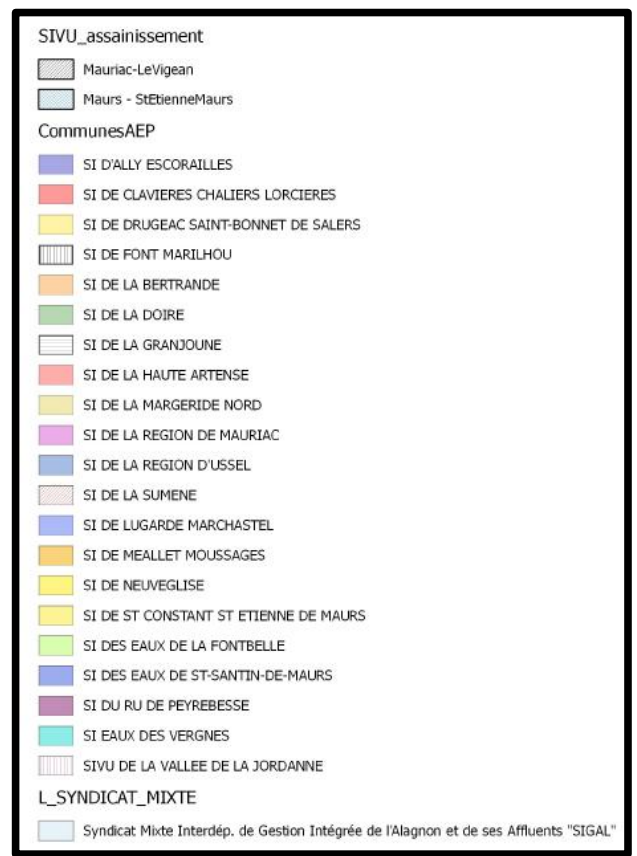 SIVU_assainissement
Mauriac-LeVigean
Maurs - StEtienneMaurs
CommunesAEP
SI D'ALLY ESCORAILLES
SI DE CLAVIERES CHALIERS LORCIERES
SI DE DRUGEAC SAINT-BONNET DE SALERS
SI DE FONT MARILHOU
SI DE LA BERTRANDE
SI DE LA DOIRE
SI DE LA GRANJOUNE
SI DE LA HAUTE ARTENSE
SI DE LA MARGERIDE NORD
SI DE LA REGION DE MAURIAC
SI DE LA REGION D'USSEL
SI DE LA SUMENE
SI DE LUGARDE MARCHASTEL
SI DE MEALLET MOUSSAGES
SI DE NEUVEGLISE
SI DE ST CONSTANT ST ETIENNE DE MAURS
SI DES EAUX DE LA FONTBELLE
SI DES EAUX DE ST-SANTIN-DE-MAURS
SI DU RU DE PEYREBESSE
SI EAUX DES VERGNES
SIVU DE LA VALLEE DE LA JORDANNE
L_SYNDICAT_MIXTE
Syndicat Mixte Interdép. de Gestion Intégrée de l'Alagnon et de ses Affluents "SIGAL"